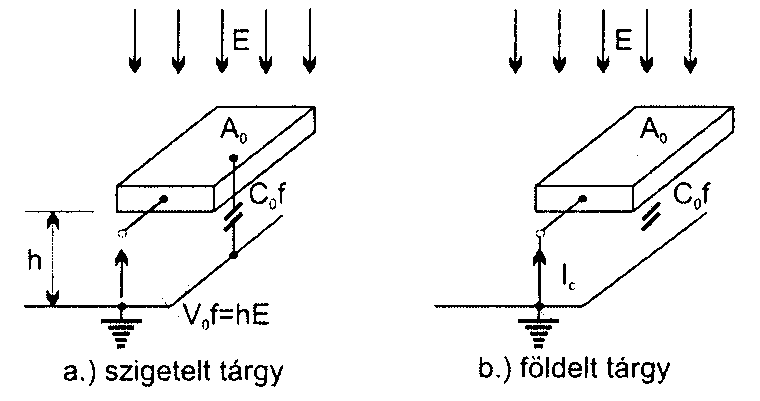 E
A₀
C₀f
h
V₀f=hE
a.) szigetelt tárgy
E
A₀
C₀f
I꜀
b.) földelt tárgy